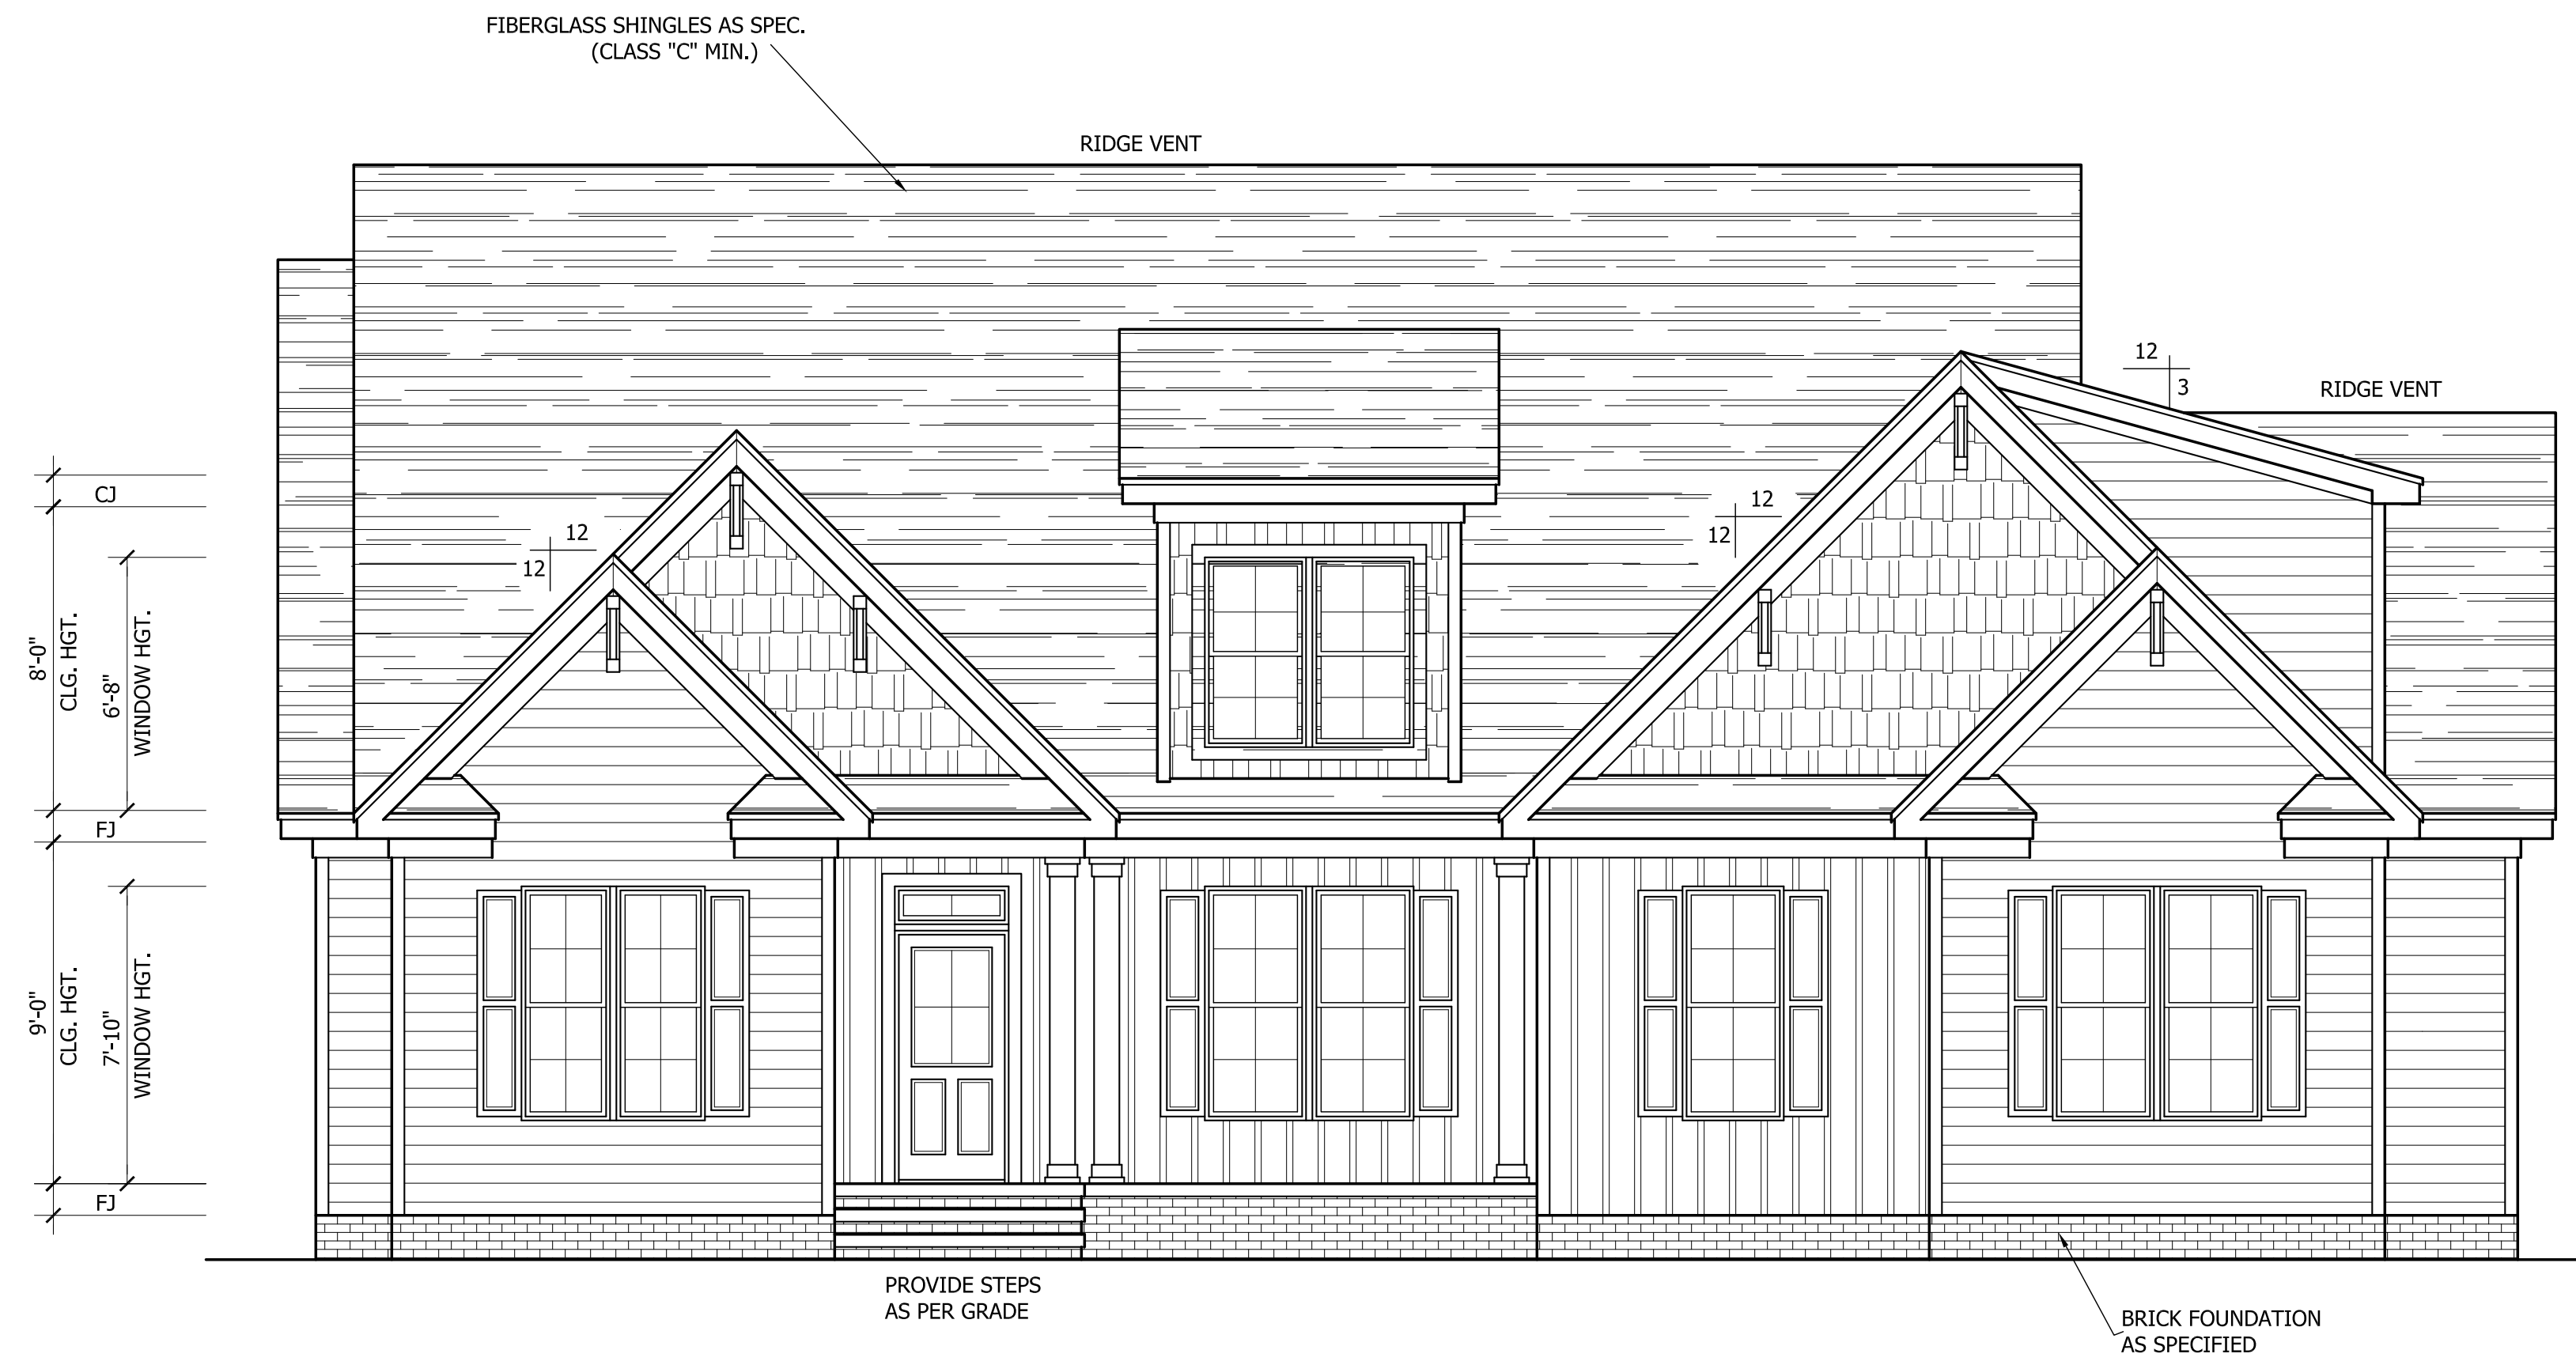 FIBERGLASS SHINGLES AS SPEC.
(CLASS "C" MIN.)
RIDGE VENT
12
3
RIDGE VENT
12
12
12
12
CJ
8'-0"
CLG. HGT.
6'-8"
WINDOW HGT.
FJ
9'-0"
CLG. HGT.
7'-10"
WINDOW HGT.
FJ
PROVIDE STEPS
AS PER GRADE
BRICK FOUNDATION
AS SPECIFIED